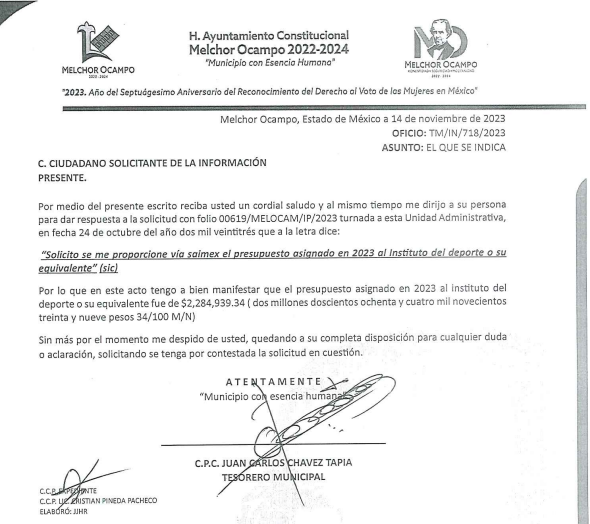 MELCHOR OCAMPO
2022 - 2024
H. Ayuntamiento Constitucional
Melchor Ocampo 2022-2024
"Municipio con Esencia Humana"
MELCHOR OCAMPO
2022 - 2024
"2023. Año del Septuágesimo Aniversario del Reconocimiento del Derecho al Voto de las Mujeres en México"
Melchor Ocampo, Estado de México a 14 de noviembre de 2023
OFICIO: TM/IN/718/2023
ASUNTO: EL QUE SE INDICA
C. CIUDADANO SOLICITANTE DE LA INFORMACIÓN
PRESENTE.
Por medio del presente escrito reciba usted un cordial saludo y al mismo tiempo me dirijo a su persona
para dar respuesta a la solicitud con folio 00619/MELOCAM/IP/2023 turnada a esta Unidad Administrativa,
en fecha 24 de octubre del año dos mil veintitrés que a la letra dice:
"Solicito se me proporcione vía saimex el presupuesto asignado en 2023 al Instituto del deporte o su
equivalente" (sic)
Por lo que en este acto tengo a bien manifestar que el presupuesto asignado en 2023 al instituto del
deporte o su equivalente fue de $2,284,939.34 ( dos millones doscientos ochenta y cuatro mil novecientos
treinta y nueve pesos 34/100 M/N)
Sin más por el momento me despido de usted, quedando a su completa disposición para cualquier duda
o aclaración, solicitando se tenga por contestada la solicitud en cuestión.
ATENTAMENTE
"Municipio con esencia humana"
C.P.C. JUAN CARLOS CHAVEZ TAPIA
TESORERO MUNICIPAL
C.C.P. EXPEDIENTE
C.C.P. LIC. CRISTIAN PINEDA PACHECO
ELABORÓ: JJHR